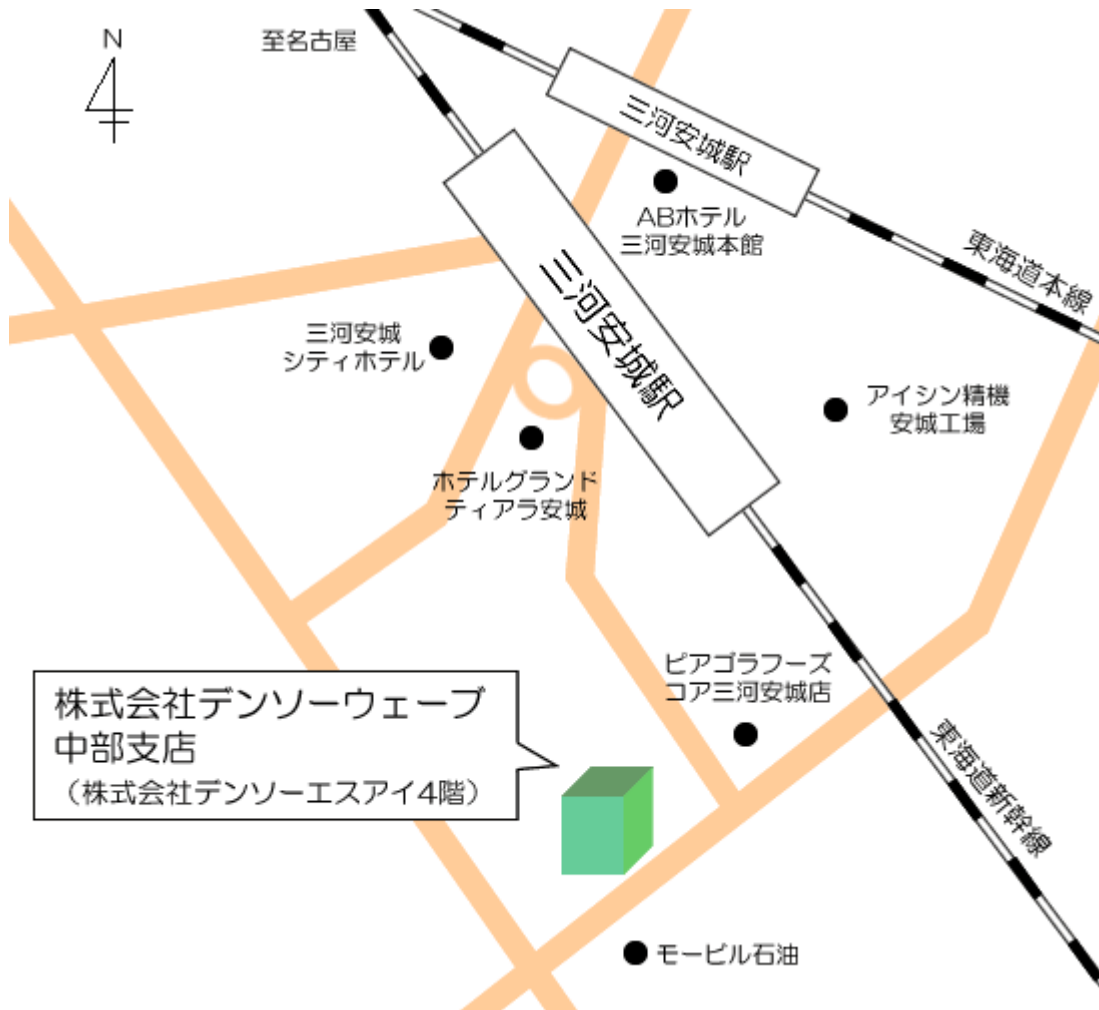 N
至名古屋
三河安城駅
ABホテル
三河安城本館
東海道本線
三河安城駅
三河安城
シティホテル
アイシン精機
安城工場
ホテルグランド
ティアラ安城
ピアゴラフーズ
コア三河安城店
株式会社デンソーウェーブ
中部支店
（株式会社デンソーエスアイ4階）
東海道新幹線
モービル石油